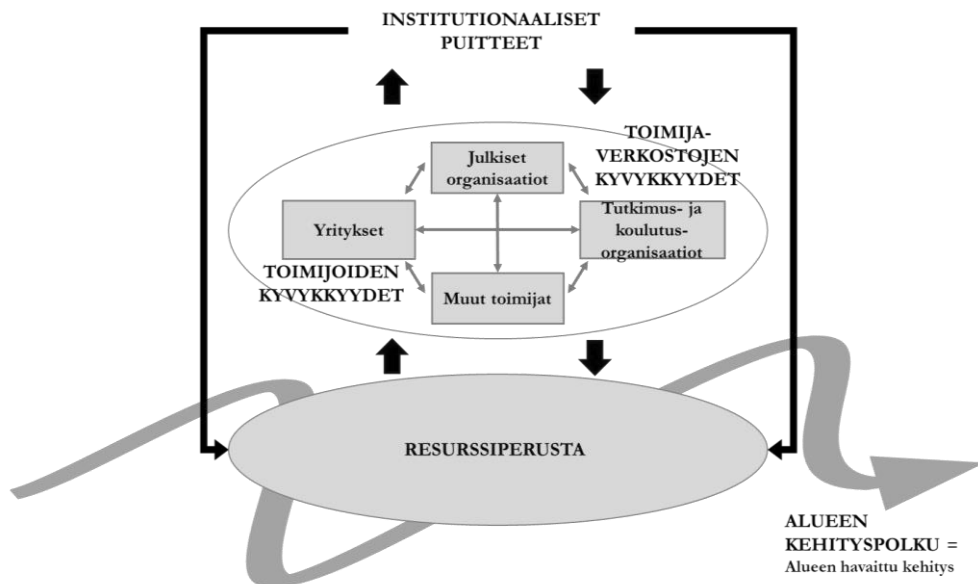 INSTITUTIONAALISET
PUITTEET
TOIMIJA-
VERKOSTOJEN
KYVYKKYYDET
Julkiset
organisaatiot
Yritykset
Tutkimus- ja
koulutus-
organisaatiot
TOIMIJOIDEN
KYVYKKYYDET
Muut toimijat
RESURSSIPERUSTA
ALUEEN
KEHITYSPOLKU =
Alueen havaittu kehitys